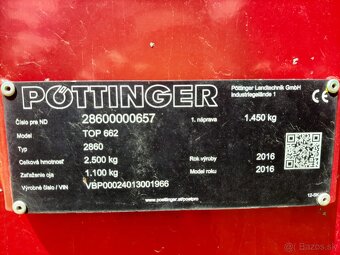 PÖTTINGER
Pöttinger Landtechnik GmbH
Industriegelände 1
CE
Číslo pre ND 28600000657 1. náprava 1.450 kg
Model TOP 662
Typ 2860
Celková hmotnosť 2.500 kg Rok výroby 2016
Zaťaženie oja 1.100 kg Model roku 2016
Výrobné číslo / VIN VBP00024013001966
www.poettinger.at/poetpro
bazos.sk